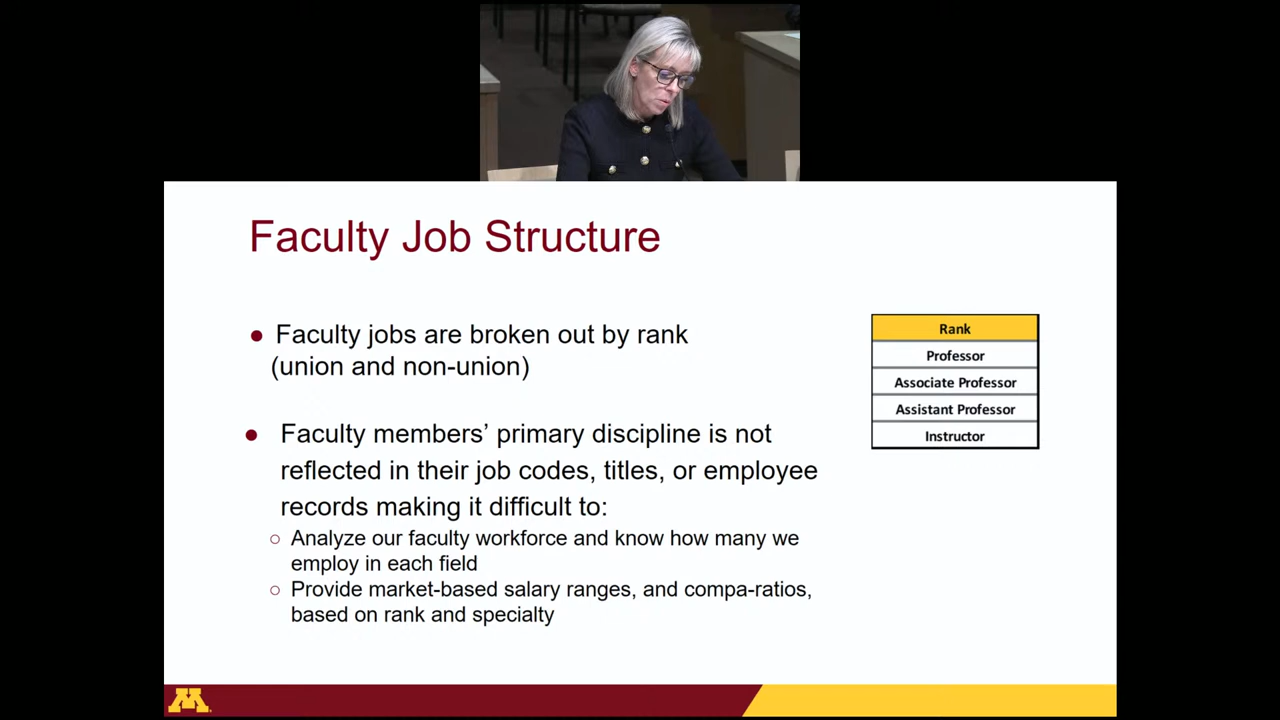 Faculty Job Structure
● Faculty jobs are broken out by rank
(union and non-union)
● Faculty members’ primary discipline is not
reflected in their job codes, titles, or employee
records making it difficult to:
○ Analyze our faculty workforce and know how many we
employ in each field
○ Provide market-based salary ranges, and compa-ratios,
based on rank and specialty
Rank
Professor
Associate Professor
Assistant Professor
Instructor
M